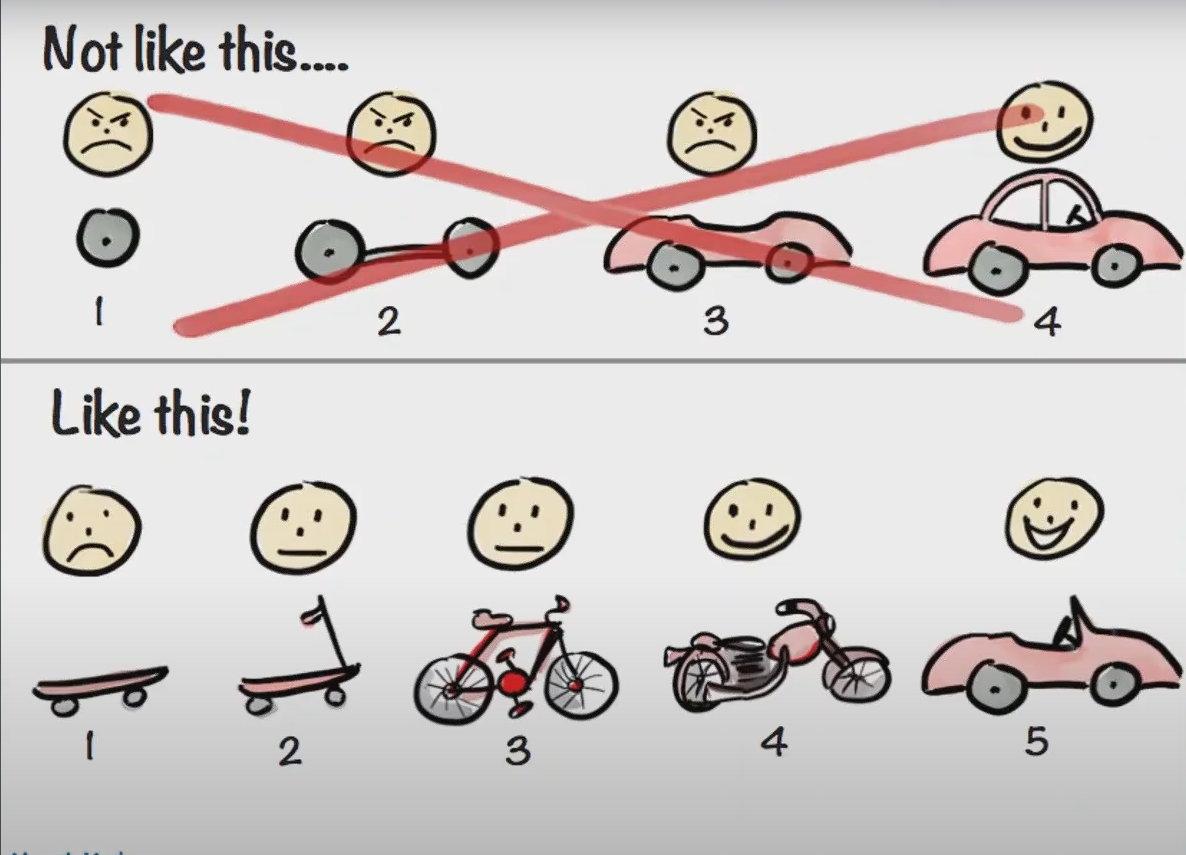 Not like this....
1 2 3 4
Like this!
1 2 3 4 5